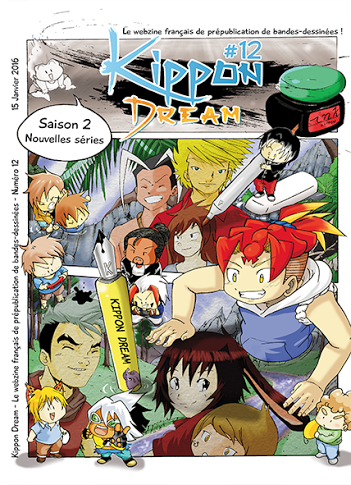 Le webzine français de prépublication de bandes-dessinées !
Kippon
#12
Dream
Saison 2
Nouvelles séries
15 Janvier 2016
Kippon Dream - Le webzine français de prépublication de bandes-dessinées - Numéro 12
KIPPON DREAM